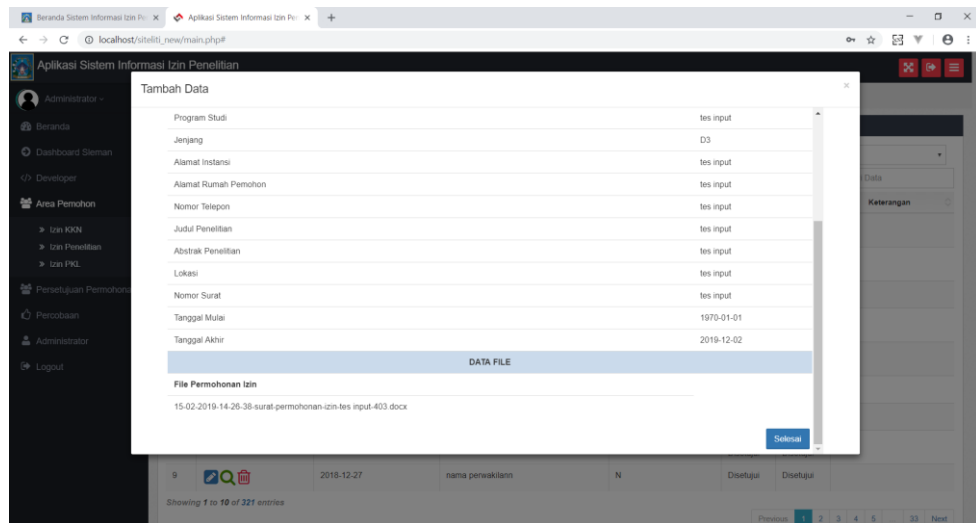 Beranda Sistem Informasi Izin Pe
Aplikasi Sistem Informasi Izin Pen
localhost/siteliti_new/main.php#
Aplikasi Sistem Informasi Izin Penelitian
Tambah Data
Administrator
Beranda
Dashboard Sleman
Developer
Area Pemohon
Izin KKN
Izin Penelitian
Izin PKL
Persetujuan Permohona
Percobaan
Administrator
Logout
Program Studi tes input
Jenjang D3
Alamat Instansi tes input
Alamat Rumah Pemohon tes input
Nomor Telepon tes input
Judul Penelitian tes input
Abstrak Penelitian tes input
Lokasi tes input
Nomor Surat tes input
Tanggal Mulai 1970-01-01
Tanggal Akhir 2019-12-02
DATA FILE
File Permohonan Izin
15-02-2019-14-26-38-surat-permohonan-izin-tes input-403.docx
Selesai
Data
Keterangan
9 2018-12-27 nama perwakilann N Disetujui Disetujui
Showing 1 to 10 of 321 entries
Previous 1 2 3 4 5 33 Next